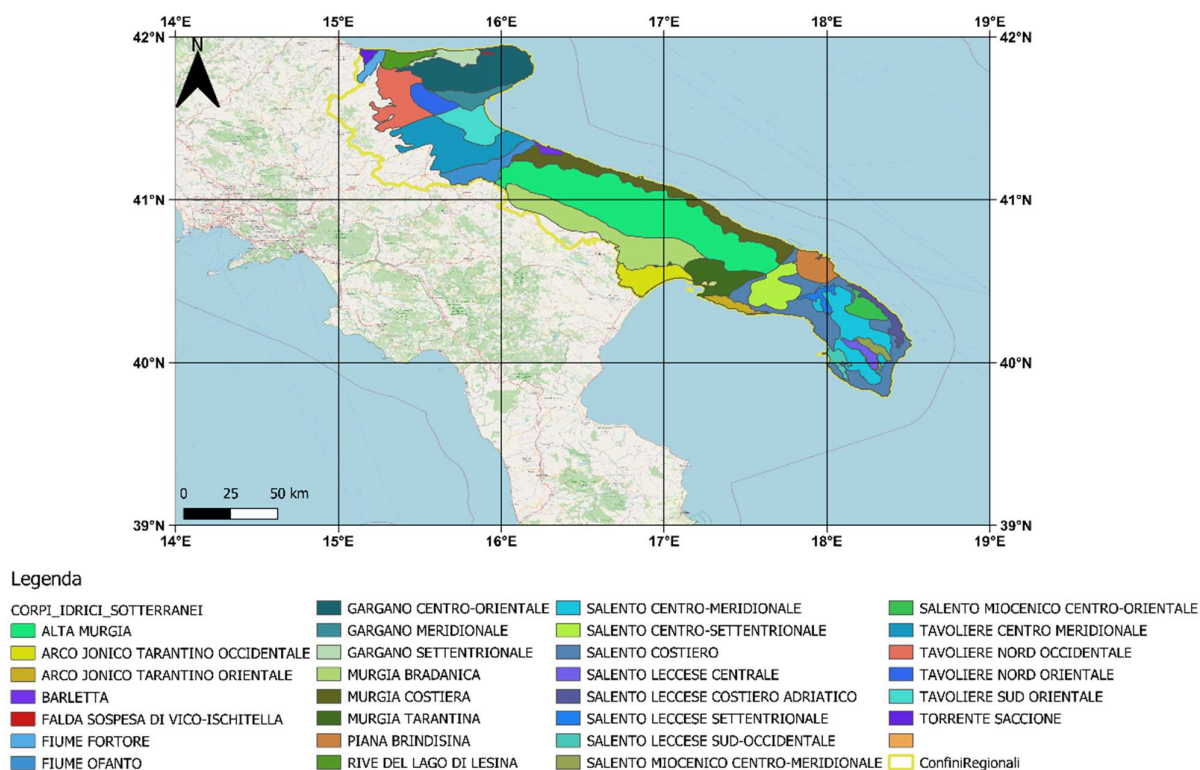 14°E 15°E 16°E 17°E 18°E 19°E
42°N 42°N
N
41°N 41°N
40°N 40°N
0 25 50 km
39°N 39°N
14°E 15°E 16°E 17°E 18°E 19°E
Legenda
CORPI_IDRICI_SOTTERRANEI
ALTA MURGIA
ARCO JONICO TARANTINO OCCIDENTALE
ARCO JONICO TARANTINO ORIENTALE
BARLETTA
FALDA SOSPESA DI VICO-ISCHITELLA
FIUME FORTORE
FIUME OFANTO
GARGANO CENTRO-ORIENTALE
GARGANO MERIDIONALE
GARGANO SETTENTRIONALE
MURGIA BRADANICA
MURGIA COSTIERA
MURGIA TARANTINA
PIANA BRINDISINA
RIVE DEL LAGO DI LESINA
SALENTO CENTRO-MERIDIONALE
SALENTO CENTRO-SETTENTRIONALE
SALENTO COSTIERO
SALENTO LECCESE CENTRALE
SALENTO LECCESE COSTIERO ADRIATICO
SALENTO LECCESE SETTENTRIONALE
SALENTO LECCESE SUD-OCCIDENTALE
SALENTO MIOCENICO CENTRO-MERIDIONALE
SALENTO MIOCENICO CENTRO-ORIENTALE
TAVOLIERE CENTRO MERIDIONALE
TAVOLIERE NORD OCCIDENTALE
TAVOLIERE NORD ORIENTALE
TAVOLIERE SUD ORIENTALE
TORRENTE SACCIONE
ConfiniRegionali